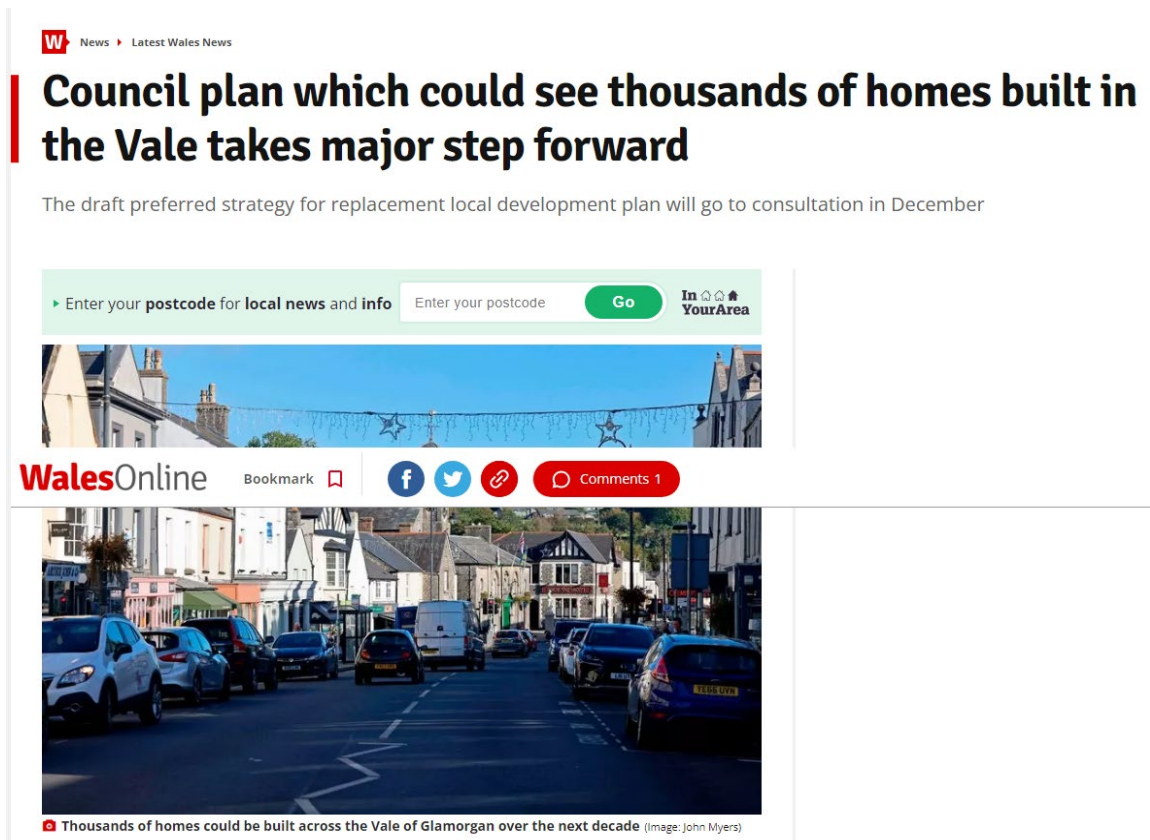 W News Latest Wales News
Council plan which could see thousands of homes built in
the Vale takes major step forward
The draft preferred strategy for replacement local development plan will go to consultation in December
Enter your postcode for local news and info Enter your postcode Go In YourArea
WalesOnline Bookmark f Comments 1
YE66 UVN
Thousands of homes could be built across the Vale of Glamorgan over the next decade (Image: John Myers)